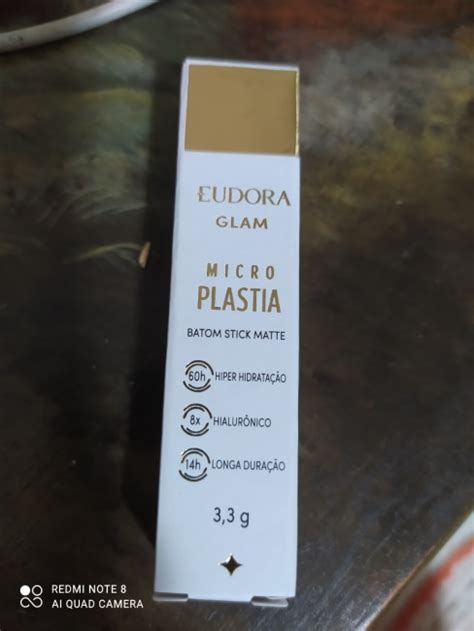 EUDORA
GLAM
MICRO
PLASTIA
BATOM STICK MATTE
60h HIPER HIDRATAÇÃO
8x HIALURÔNICO
14h LONGA DURAÇÃO
3,3 g
REDMI NOTE 8
AI QUAD CAMERA